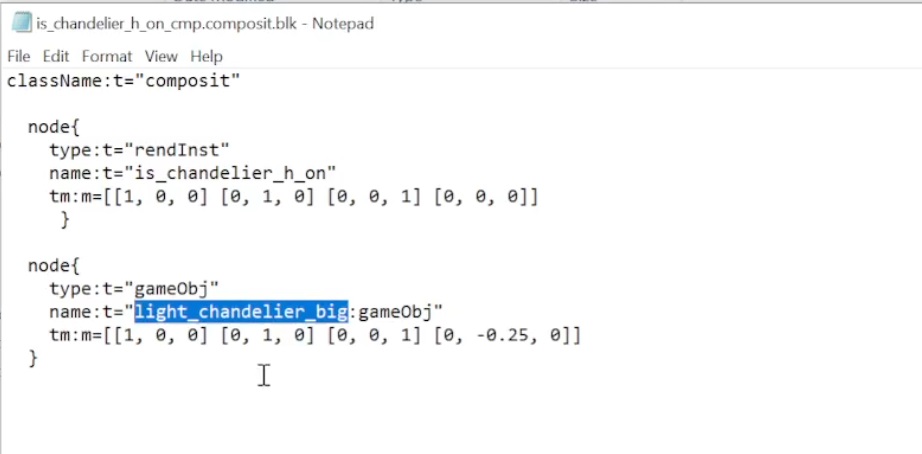 is_chandelier_h_on_cmp.composit.blk - Notepad
File Edit Format View Help
className:t="composit"
node{
type:t="rendInst"
name:t="is_chandelier_h_on"
tm:m=[[1, 0, 0] [0, 1, 0] [0, 0, 1] [0, 0, 0]]
}
node{
type:t="gameObj"
name:t="light_chandelier_big:gameObj"
tm:m=[[1, 0, 0] [0, 1, 0] [0, 0, 1] [0, -0.25, 0]]
}